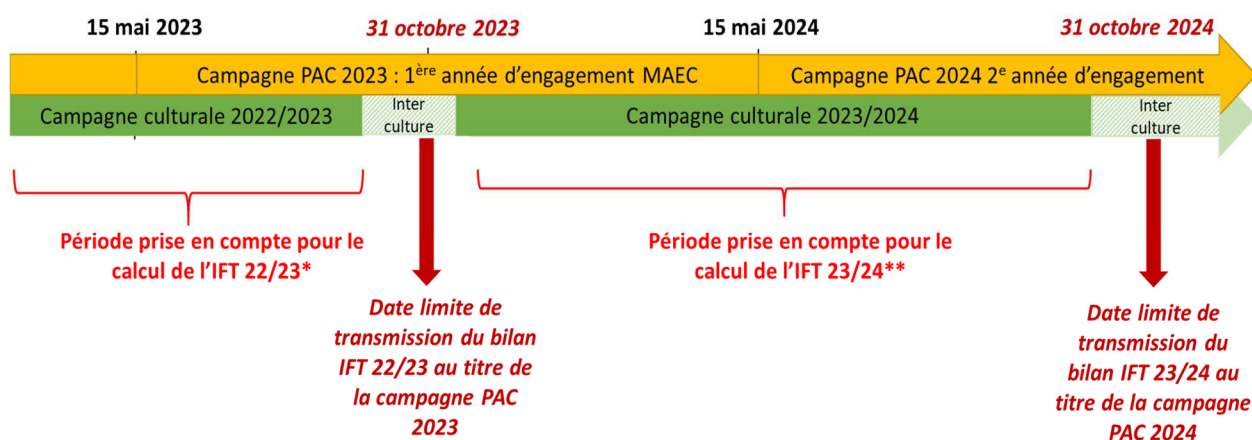 15 mai 2023
31 octobre 2023
15 mai 2024
31 octobre 2024
Campagne PAC 2023 : 1ère année d’engagement MAEC
Campagne PAC 2024 2e année d’engagement
Campagne culturale 2022/2023
Inter
culture
Campagne culturale 2023/2024
Inter
culture
Période prise en compte pour le
calcul de l’IFT 22/23*
Période prise en compte pour le
calcul de l’IFT 23/24**
Date limite de
transmission du bilan
IFT 22/23 au titre de
la campagne PAC
2023
Date limite de
transmission du
bilan IFT 23/24 au
titre de la campagne
PAC 2024